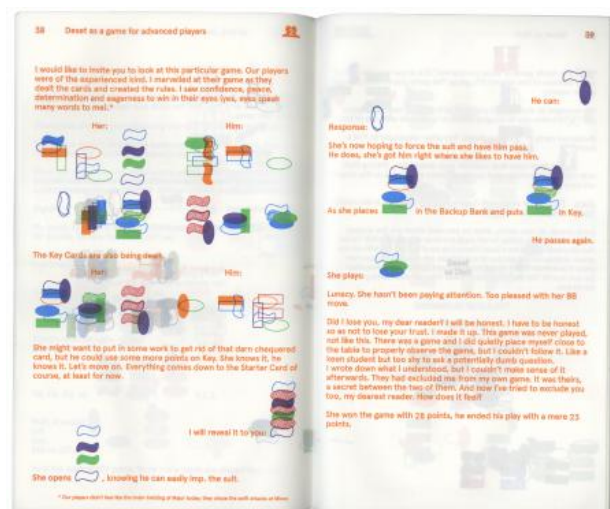 38 Deset as a game for advanced players
I would like to invite you to look at this particular game. Our players
were of the experienced kind. I marvelled at their game as they
dealt the cards and created the rules. I saw confidence, peace,
determination and eagerness to win in their eyes (yes, eyes speak
many words to me).*
Her: Him:
The Key Cards are also being dealt.
Her: Him:
She might want to put in some work to get rid of that darn chequered
card, but he could use some more points on Key. She knows it, he
knows it. Let's move on. Everything comes down to the Starter Card of
course, at least for now.
I will reveal it to you:
She opens , knowing he can easily imp. the suit.
39
He can:
Response:
She's now hoping to force the suit and have him pass.
He does, she's got him right where she likes to have him.
As she places in the Backup Bank and puts in Key.
He passes again.
She plays:
Lunacy. She hasn't been paying attention. Too pleased with her BB
move.
Did I lose you, my dear reader? I will be honest. I have to be honest
so as not to lose your trust. I made it up. This game was never played,
not like this. There was a game and I did quietly place myself close to
the table to properly observe the game, but I couldn't follow it. Like a
keen student but too shy to ask a potentially dumb question.
I wrote down what I understood, but I couldn't make sense of it
afterwards. They had excluded me from my own game. It was theirs,
a secret between the two of them. And now I've tried to exclude you
too, my dearest reader. How does it feel?
She won the game with 28 points, he ended his play with a mere 23
points.